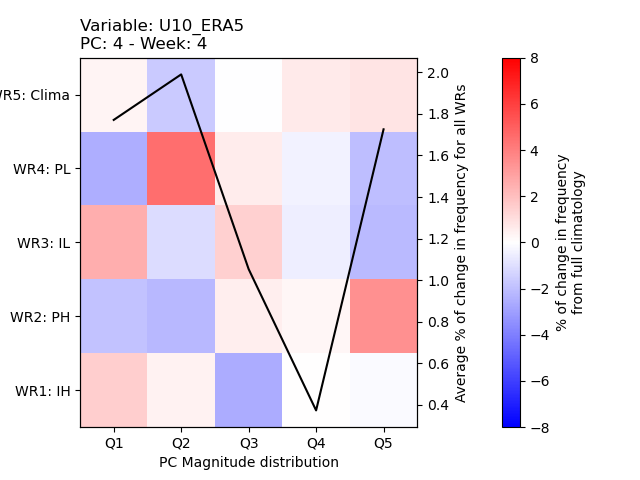 Variable: U10_ERA5
PC: 4 - Week: 4
WR5: Clima
WR4: PL
WR3: IL
WR2: PH
WR1: IH
Q1 Q2 Q3 Q4 Q5
PC Magnitude distribution
2.0
1.8
1.6
1.4
1.2
1.0
0.8
0.6
0.4
Average % of change in frequency for all WRs
8
6
4
2
0
−2
−4
−6
−8
% of change in frequency
from full climatology